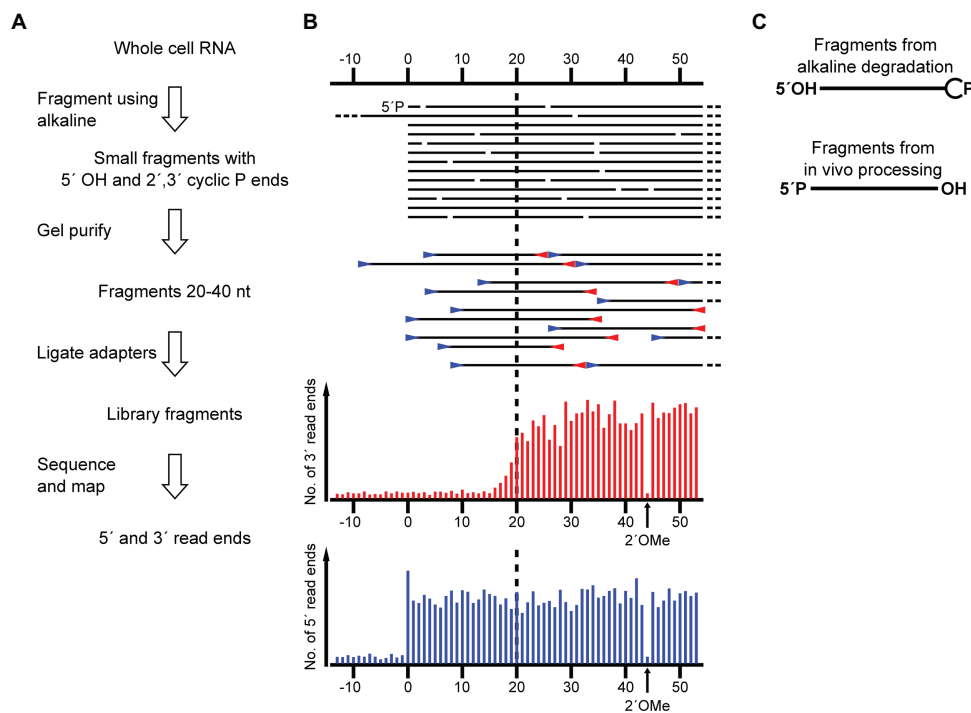 A
Whole cell RNA
Fragment using
alkaline
Small fragments with
5´ OH and 2´,3´ cyclic P ends
Gel purify
Fragments 20-40 nt
Ligate adapters
Library fragments
Sequence
and map
5´ and 3´ read ends
B
-10 0 10 20 30 40 50
5´P
No. of 3´ read ends
-10 0 10 20 30 40 50
2´OMe
No. of 5´ read ends
-10 0 10 20 30 40 50
2´OMe
C
Fragments from
alkaline degradation
5´OH P
Fragments from
in vivo processing
5´P OH